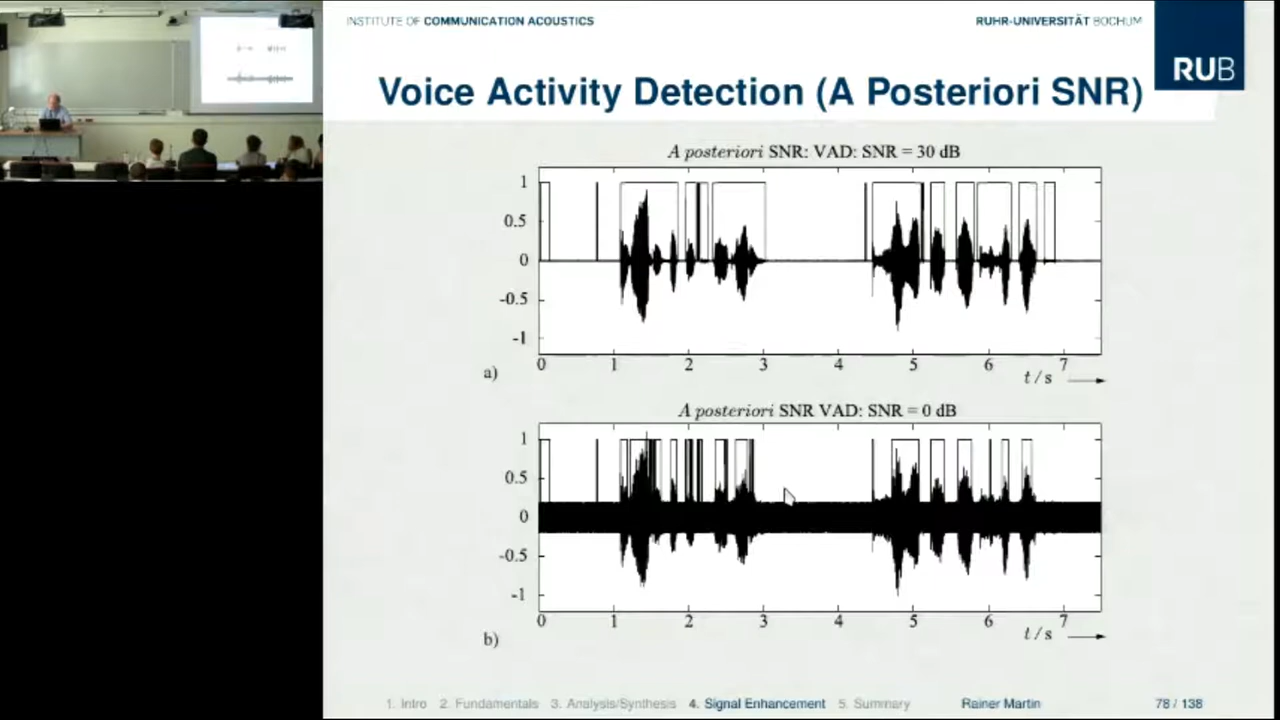 INSTITUTE OF COMMUNICATION ACOUSTICS
RUHR-UNIVERSITÄT BOCHUM
RUB
Voice Activity Detection (A Posteriori SNR)
A posteriori SNR: VAD: SNR = 30 dB
1
0.5
0
-0.5
-1
0 1 2 3 4 5 6 7
a)
t / s
A posteriori SNR VAD: SNR = 0 dB
1
0.5
0
-0.5
-1
0 1 2 3 4 5 6 7
b)
t / s
1. Intro 2. Fundamentals 3. Analysis/Synthesis 4. Signal Enhancement 5. Summary Rainer Martin 78 / 138